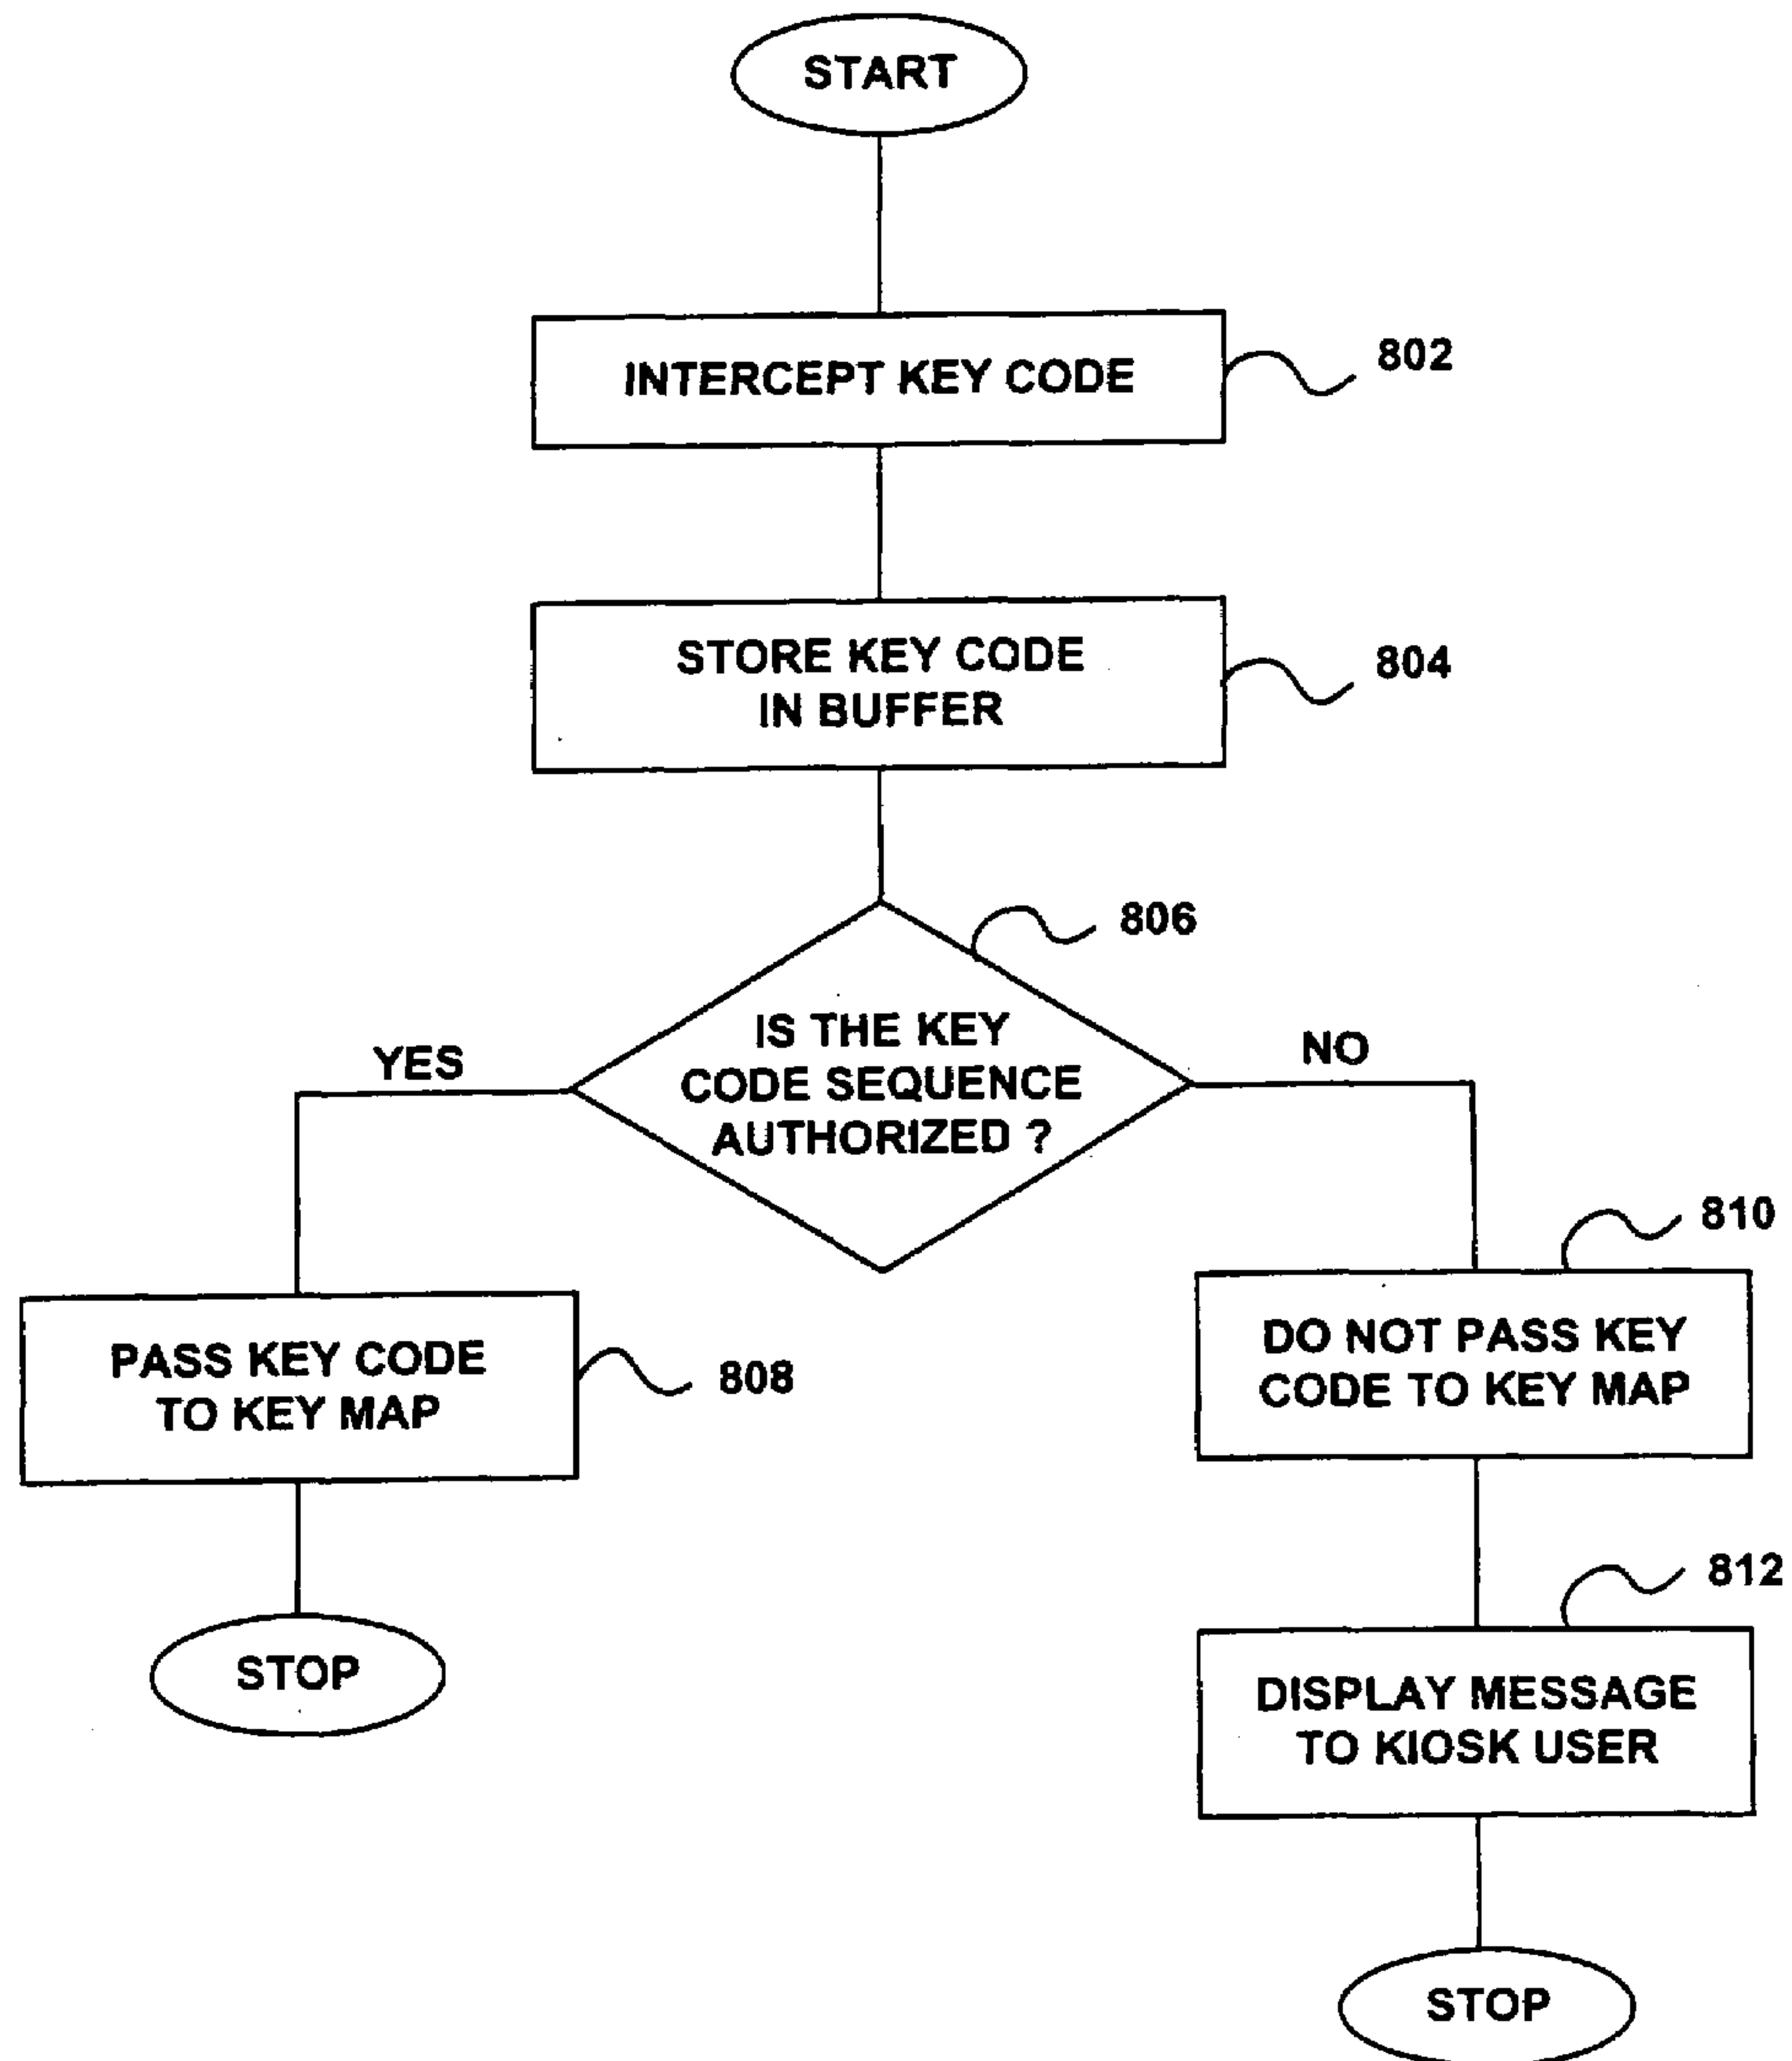 START
INTERCEPT KEY CODE
802
STORE KEY CODE
IN BUFFER
804
806
IS THE KEY
CODE SEQUENCE
AUTHORIZED ?
YES
NO
PASS KEY CODE
TO KEY MAP
808
STOP
810
DO NOT PASS KEY
CODE TO KEY MAP
812
DISPLAY MESSAGE
TO KIOSK USER
STOP